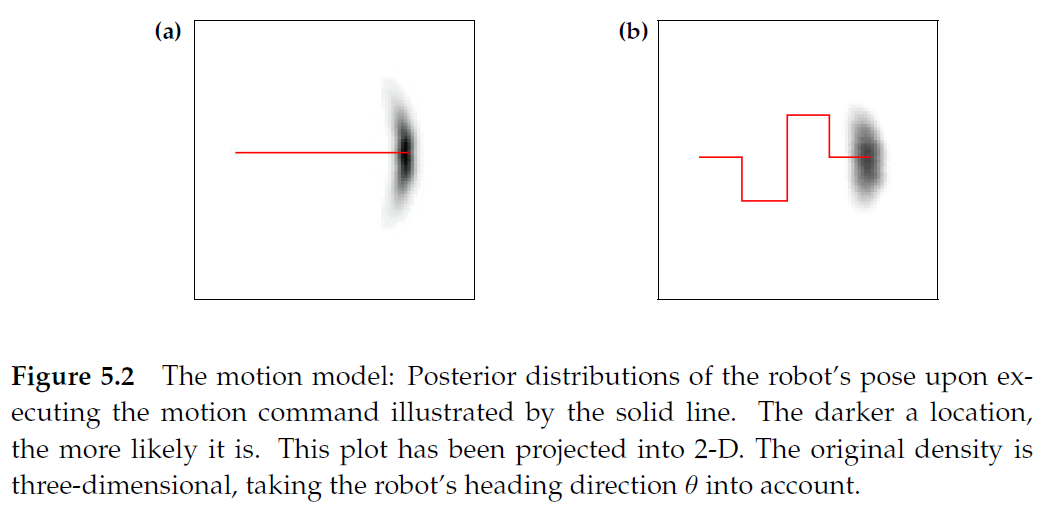 (a)
(b)
Figure 5.2 The motion model: Posterior distributions of the robot's pose upon ex-
ecuting the motion command illustrated by the solid line. The darker a location,
the more likely it is. This plot has been projected into 2-D. The original density is
three-dimensional, taking the robot's heading direction θ into account.